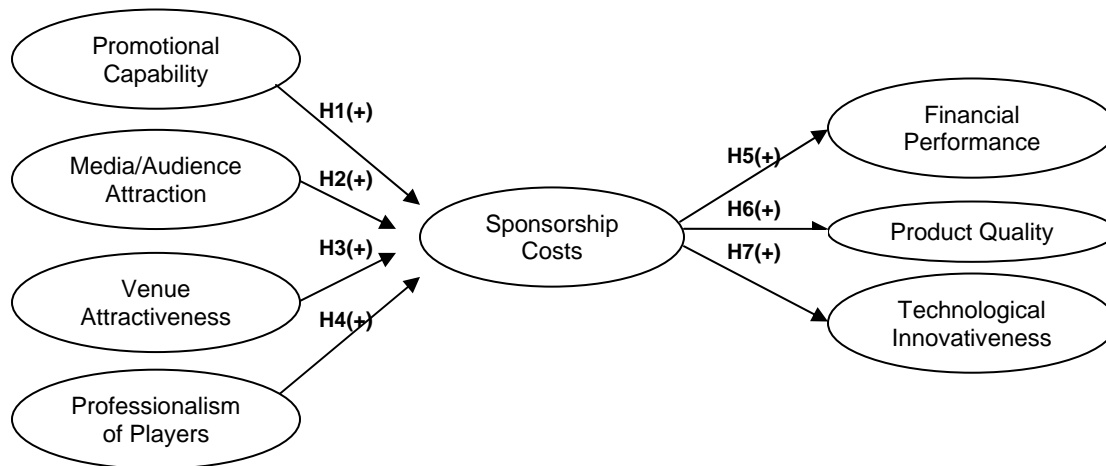 Promotional
Capability
H1(+)
Media/Audience
Attraction
H2(+)
Venue
Attractiveness
H3(+)
Professionalism
of Players
H4(+)
Sponsorship
Costs
H5(+)
Financial
Performance
H6(+)
Product Quality
H7(+)
Technological
Innovativeness